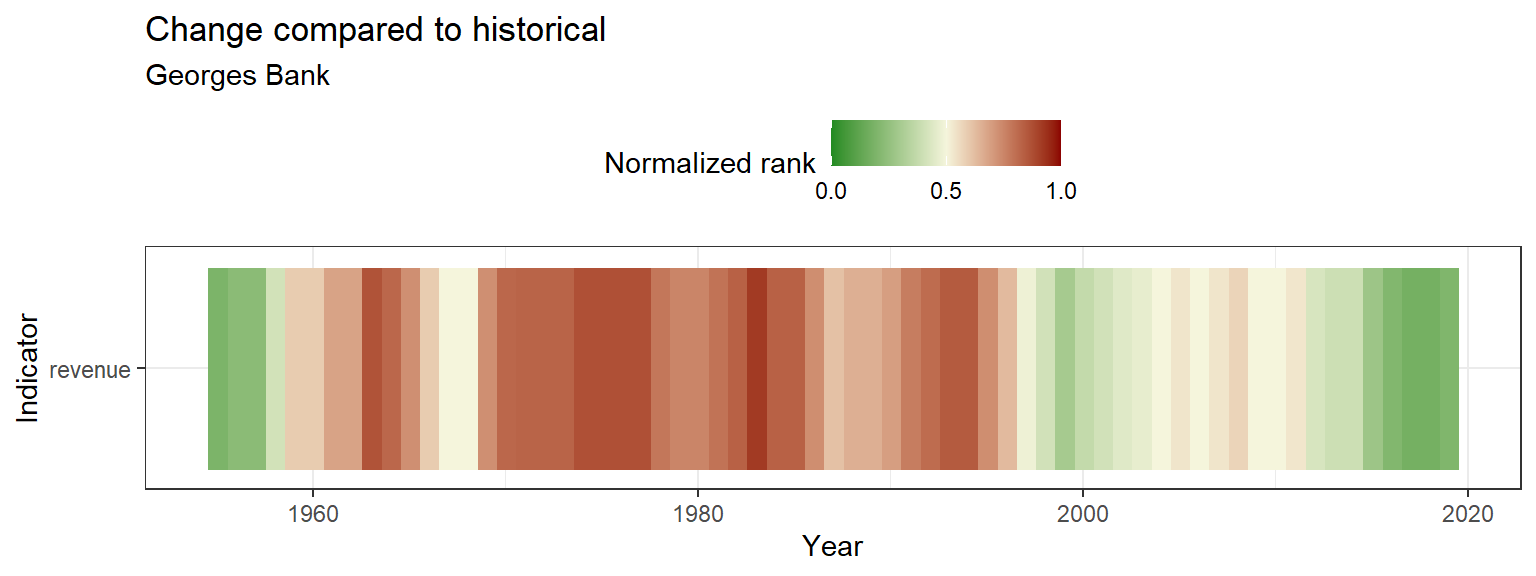 Change compared to historical
Georges Bank
Normalized rank
0.0 0.5 1.0
Indicator
revenue
1960 1980 2000 2020
Year